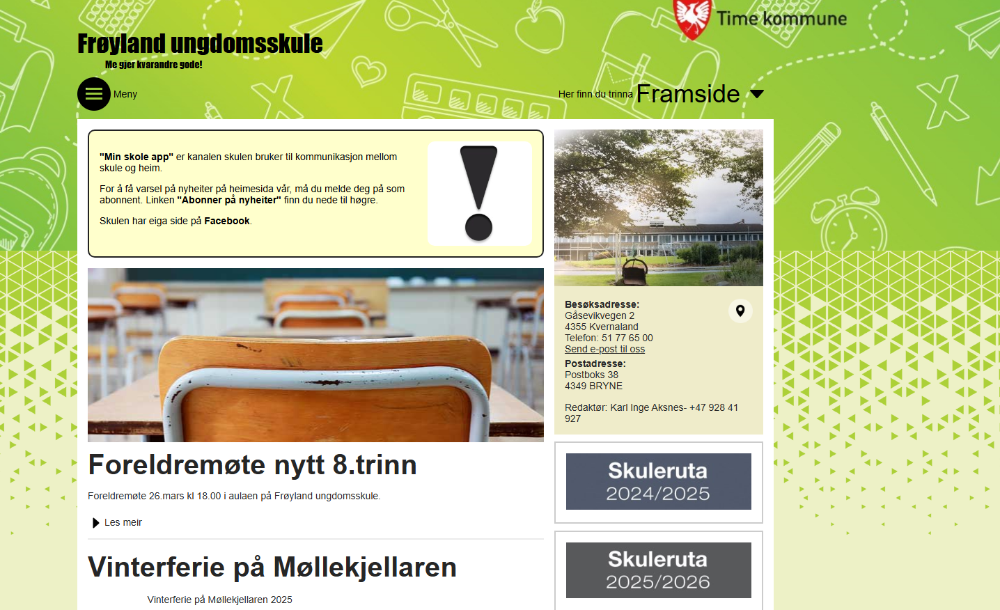 Time kommune
Frøyland ungdomsskule
Me gjer kvarandre gode!
Meny
Her finn du trinna Framside
"Min skole app" er kanalen skulen bruker til kommunikasjon mellom
skule og heim.
For å få varsel på nyheiter på heimesida vår, må du melde deg på som
abonnent. Linken "Abonner på nyheiter" finn du nede til høgre.
Skulen har eiga side på Facebook.
Besøksadresse:
Gåsevikvegen 2
4355 Kvernaland
Telefon: 51 77 65 00
Send e-post til oss
Postadresse:
Postboks 38
4349 BRYNE
Redaktør: Karl Inge Aksnes- +47 928 41
927
Foreldremøte nytt 8.trinn
Foreldremøte 26.mars kl 18.00 i aulaen på Frøyland ungdomsskule.
Les meir
Skuleruta
2024/2025
Skuleruta
2025/2026
Vinterferie på Møllekjellaren
Vinterferie på Møllekjellaren 2025